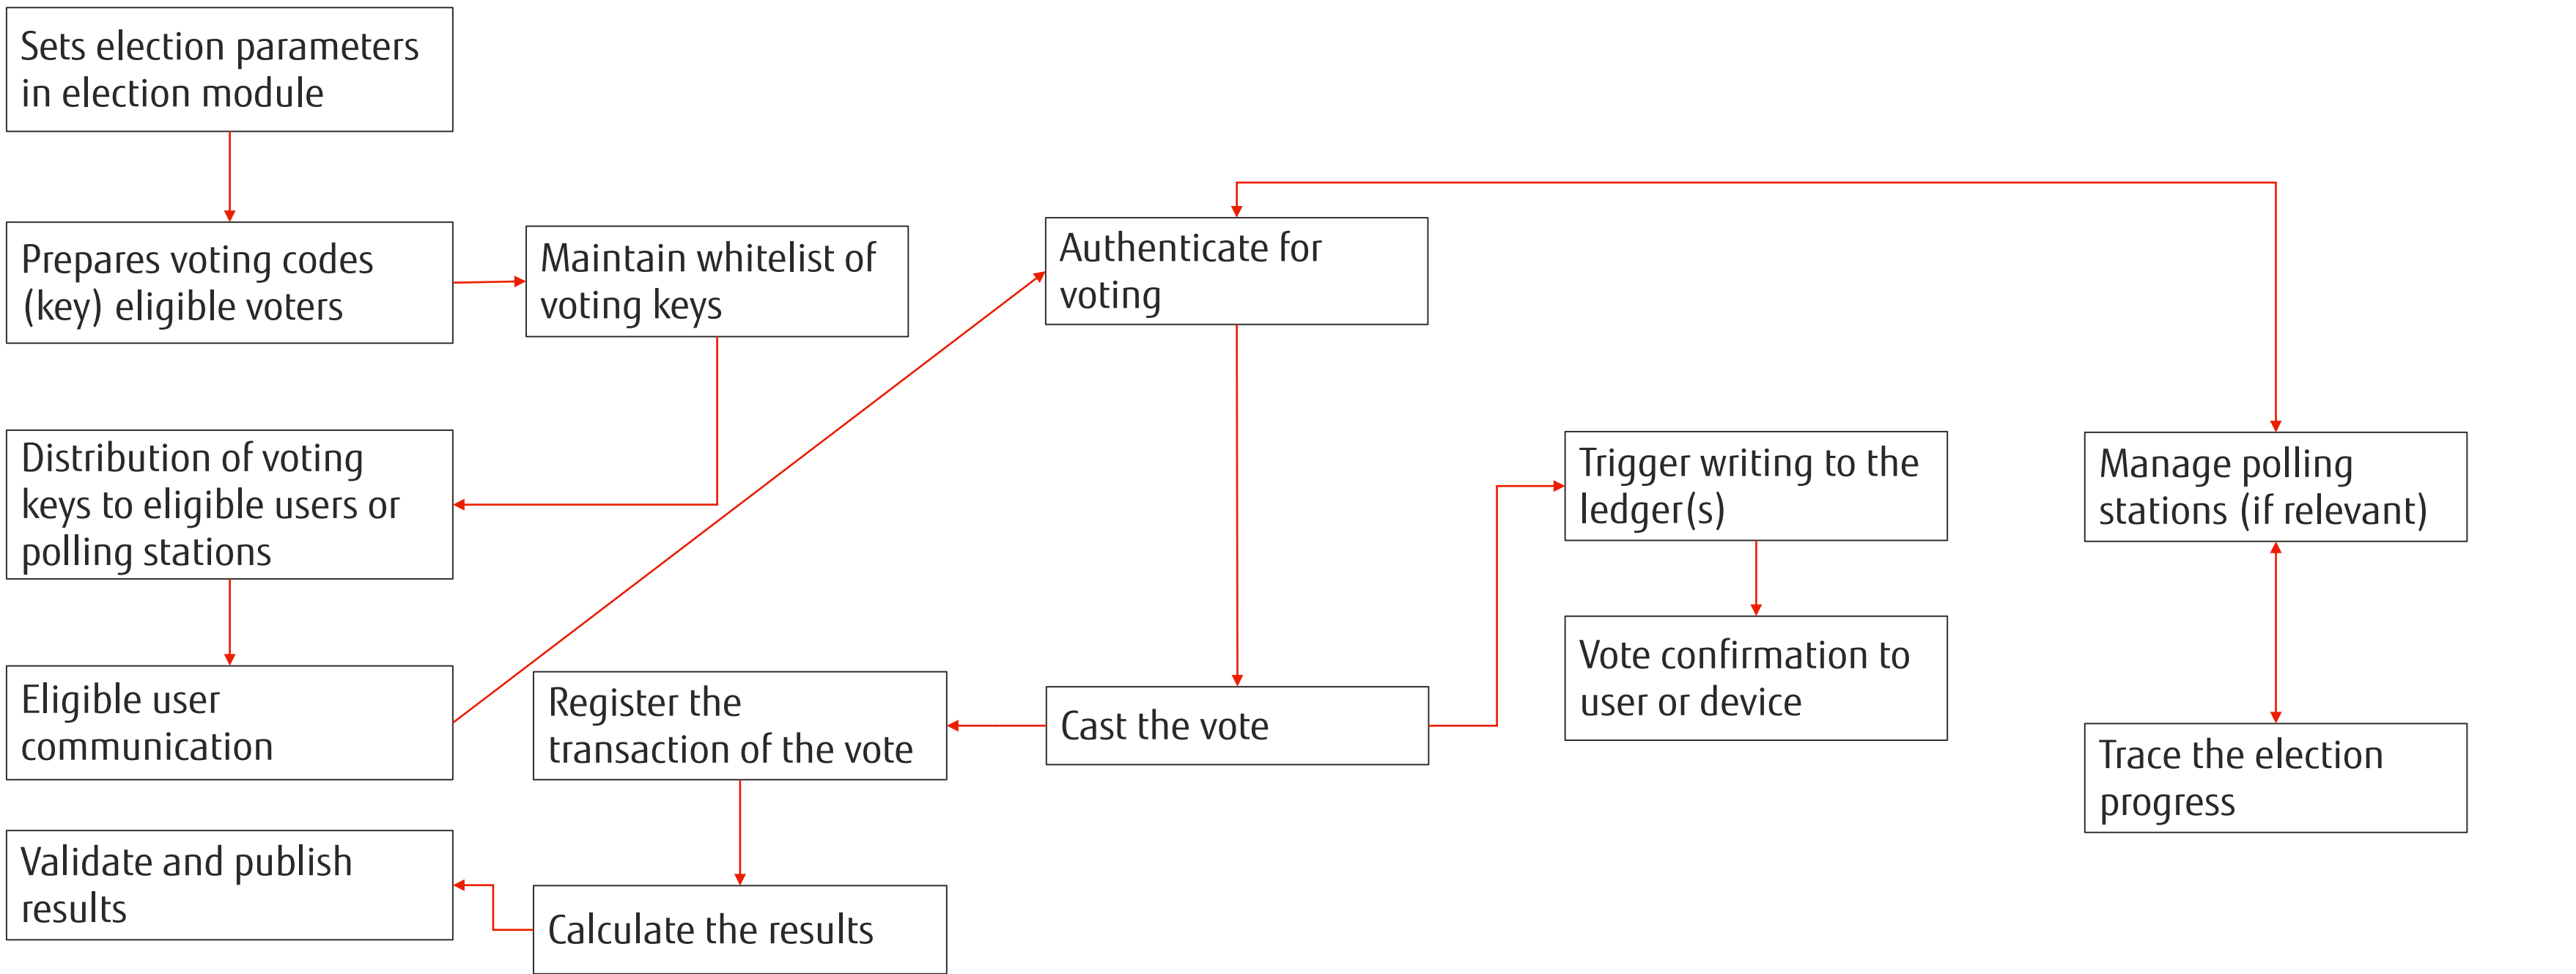 Sets election parameters
in election module
Prepares voting codes
(key) eligible voters
Maintain whitelist of
voting keys
Authenticate for
voting
Distribution of voting
keys to eligible users or
polling stations
Trigger writing to the
ledger(s)
Manage polling
stations (if relevant)
Eligible user
communication
Register the
transaction of the vote
Cast the vote
Vote confirmation to
user or device
Trace the election
progress
Validate and publish
results
Calculate the results